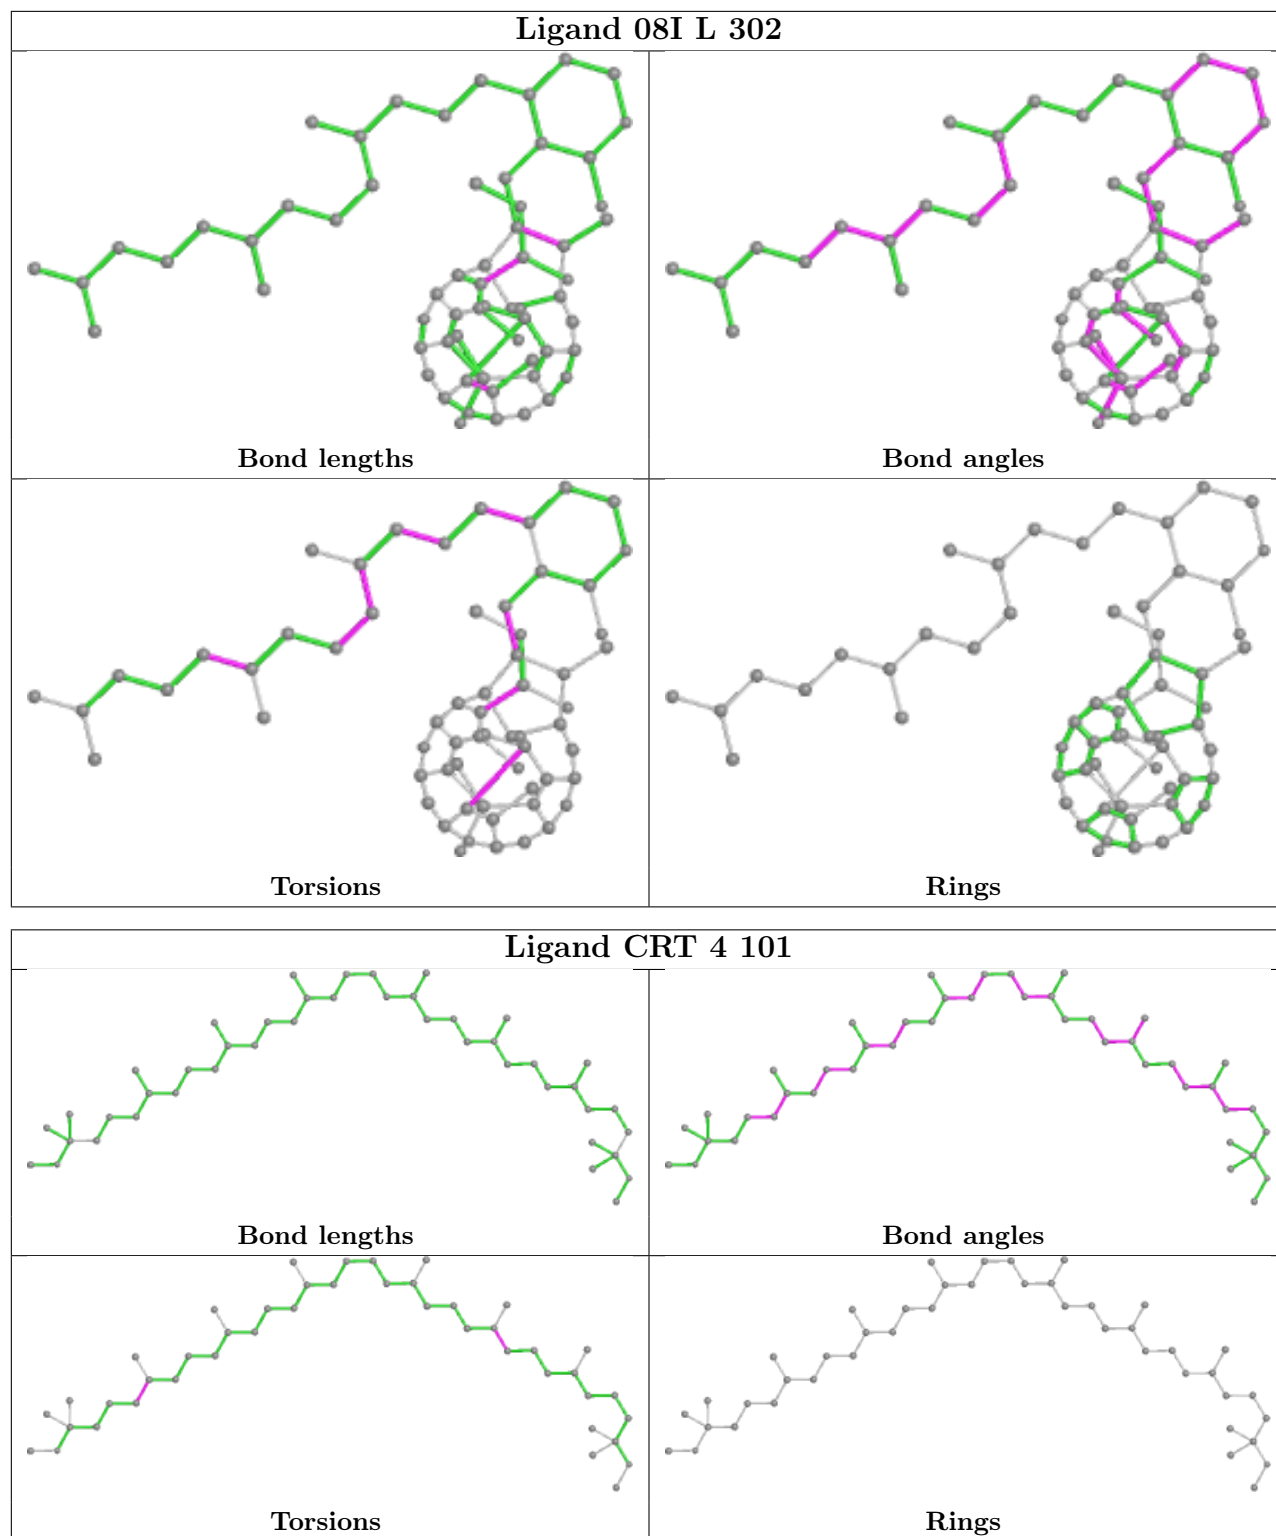 Ligand 08I L 302
Bond lengths
Bond angles
Torsions
Rings
Ligand CRT 4 101
Bond lengths
Bond angles
Torsions
Rings